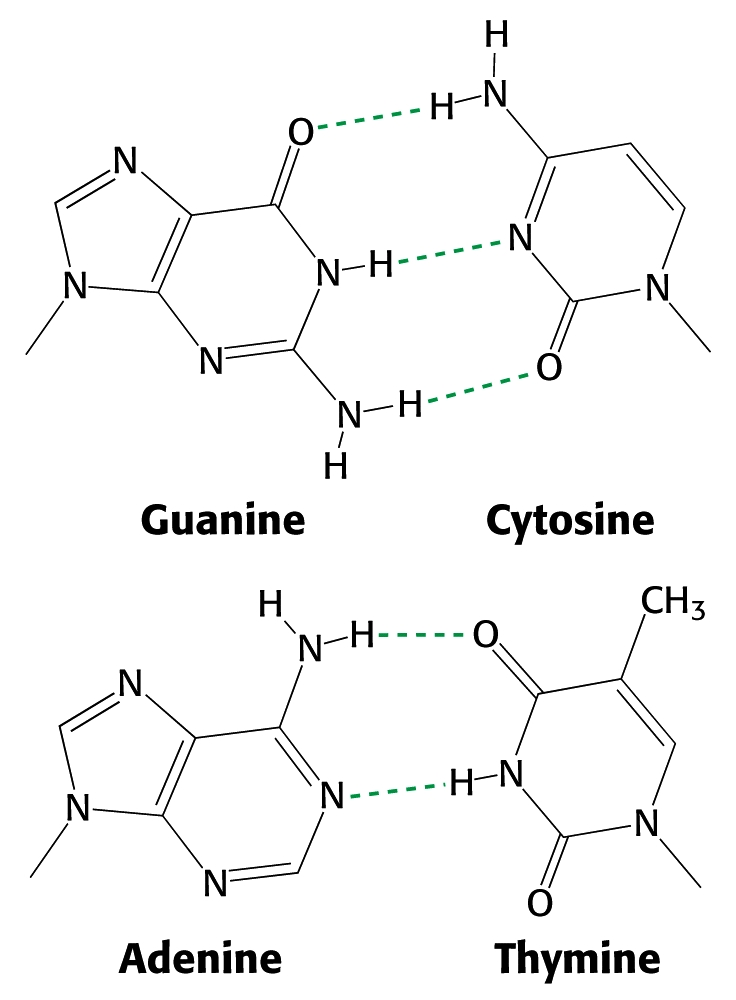 H
H N
O
N
N H N
N N
N O
N H
H
Guanine Cytosine
H CH3
N H O
N
H N
N
N N
N O
Adenine Thymine